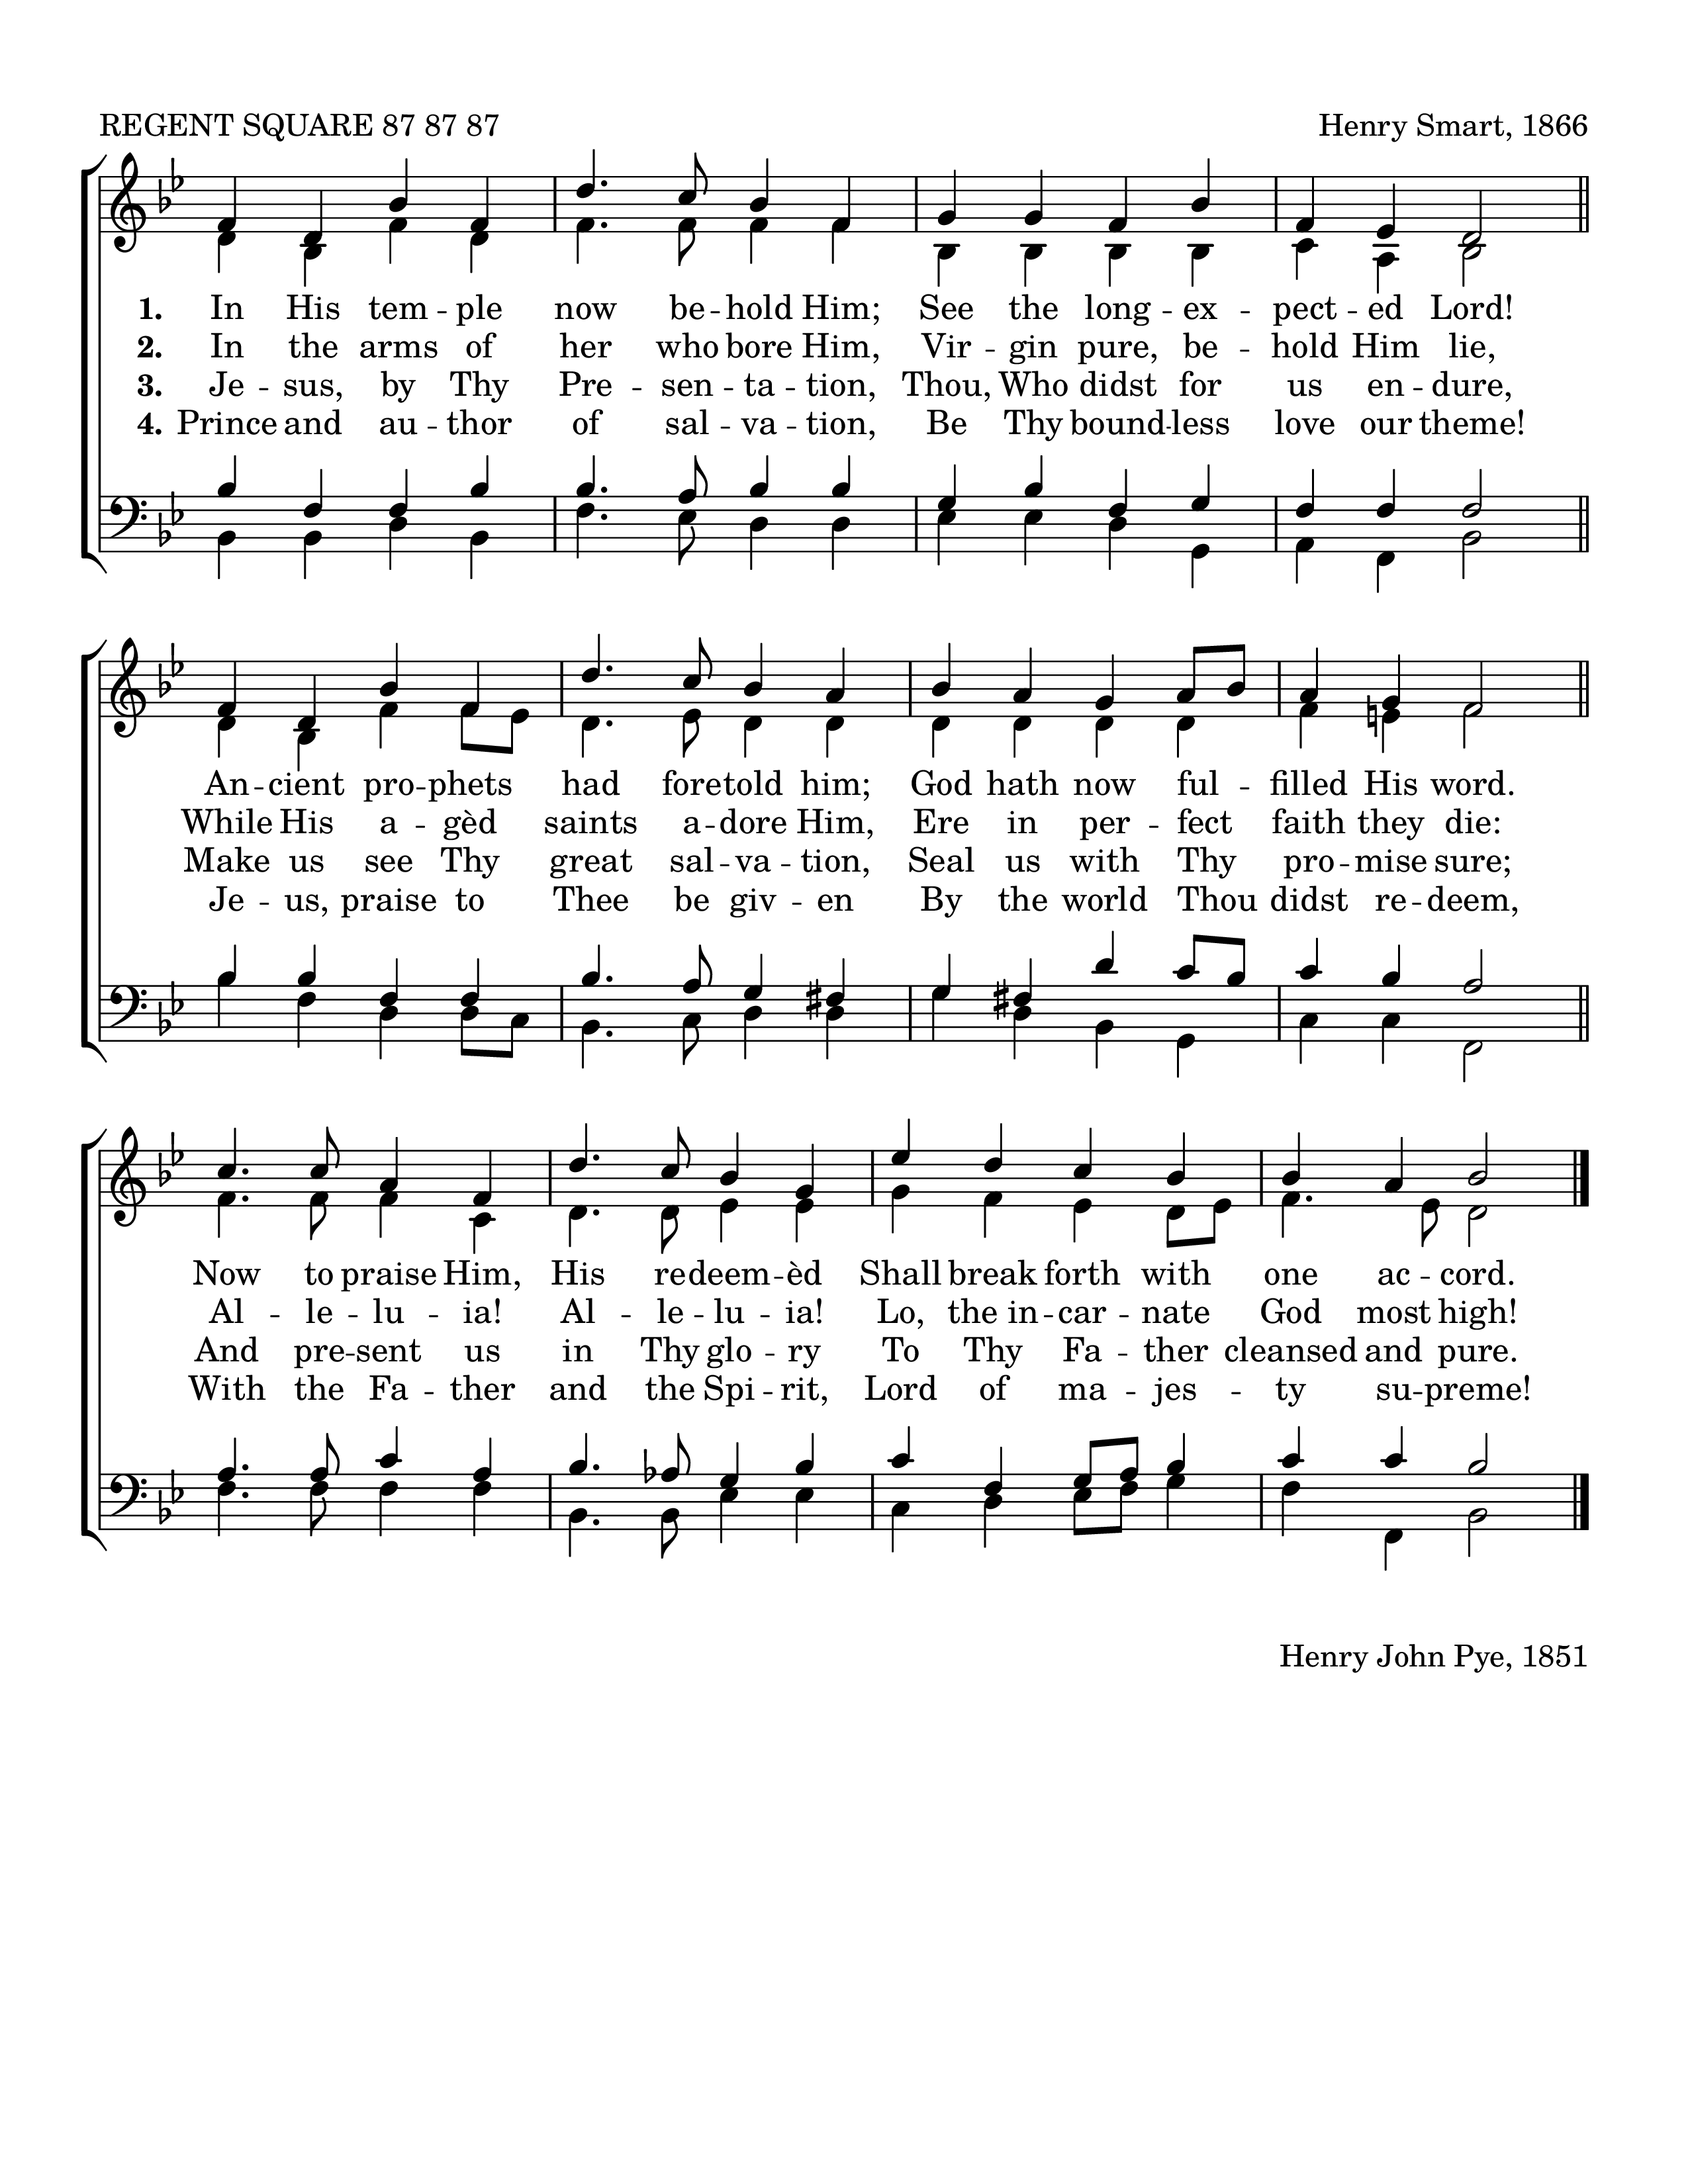 REGENT SQUARE 87 87 87
Henry Smart, 1866
1. In His tem -- ple now be -- hold Him; See the long -- ex -- pect -- ed Lord!
2. In the arms of her who bore Him, Vir -- gin pure, be -- hold Him lie,
3. Je -- sus, by Thy Pre -- sen -- ta -- tion, Thou, Who didst for us en -- dure,
4. Prince and au -- thor of sal -- va -- tion, Be Thy bound -- less love our theme!
An -- cient pro -- phets had foretold him; God hath now ful -- filled His word.
While His a -- gèd saints a -- dore Him, Ere in per -- fect faith they die:
Make us see Thy great sal -- va -- tion, Seal us with Thy pro -- mise sure;
Je -- us, praise to Thee be giv -- en By the world Thou didst re -- deem,
Now to praise Him, His redeem -- èd Shall break forth with one ac -- cord.
Al -- le -- lu -- ia! Al -- le -- lu -- ia! Lo, the in -- car -- nate God most high!
And pre -- sent us in Thy glo -- ry To Thy Fa -- ther cleansed and pure.
With the Fa -- ther and the Spi -- rit, Lord of ma -- jes -- ty su -- preme!
Henry John Pye, 1851